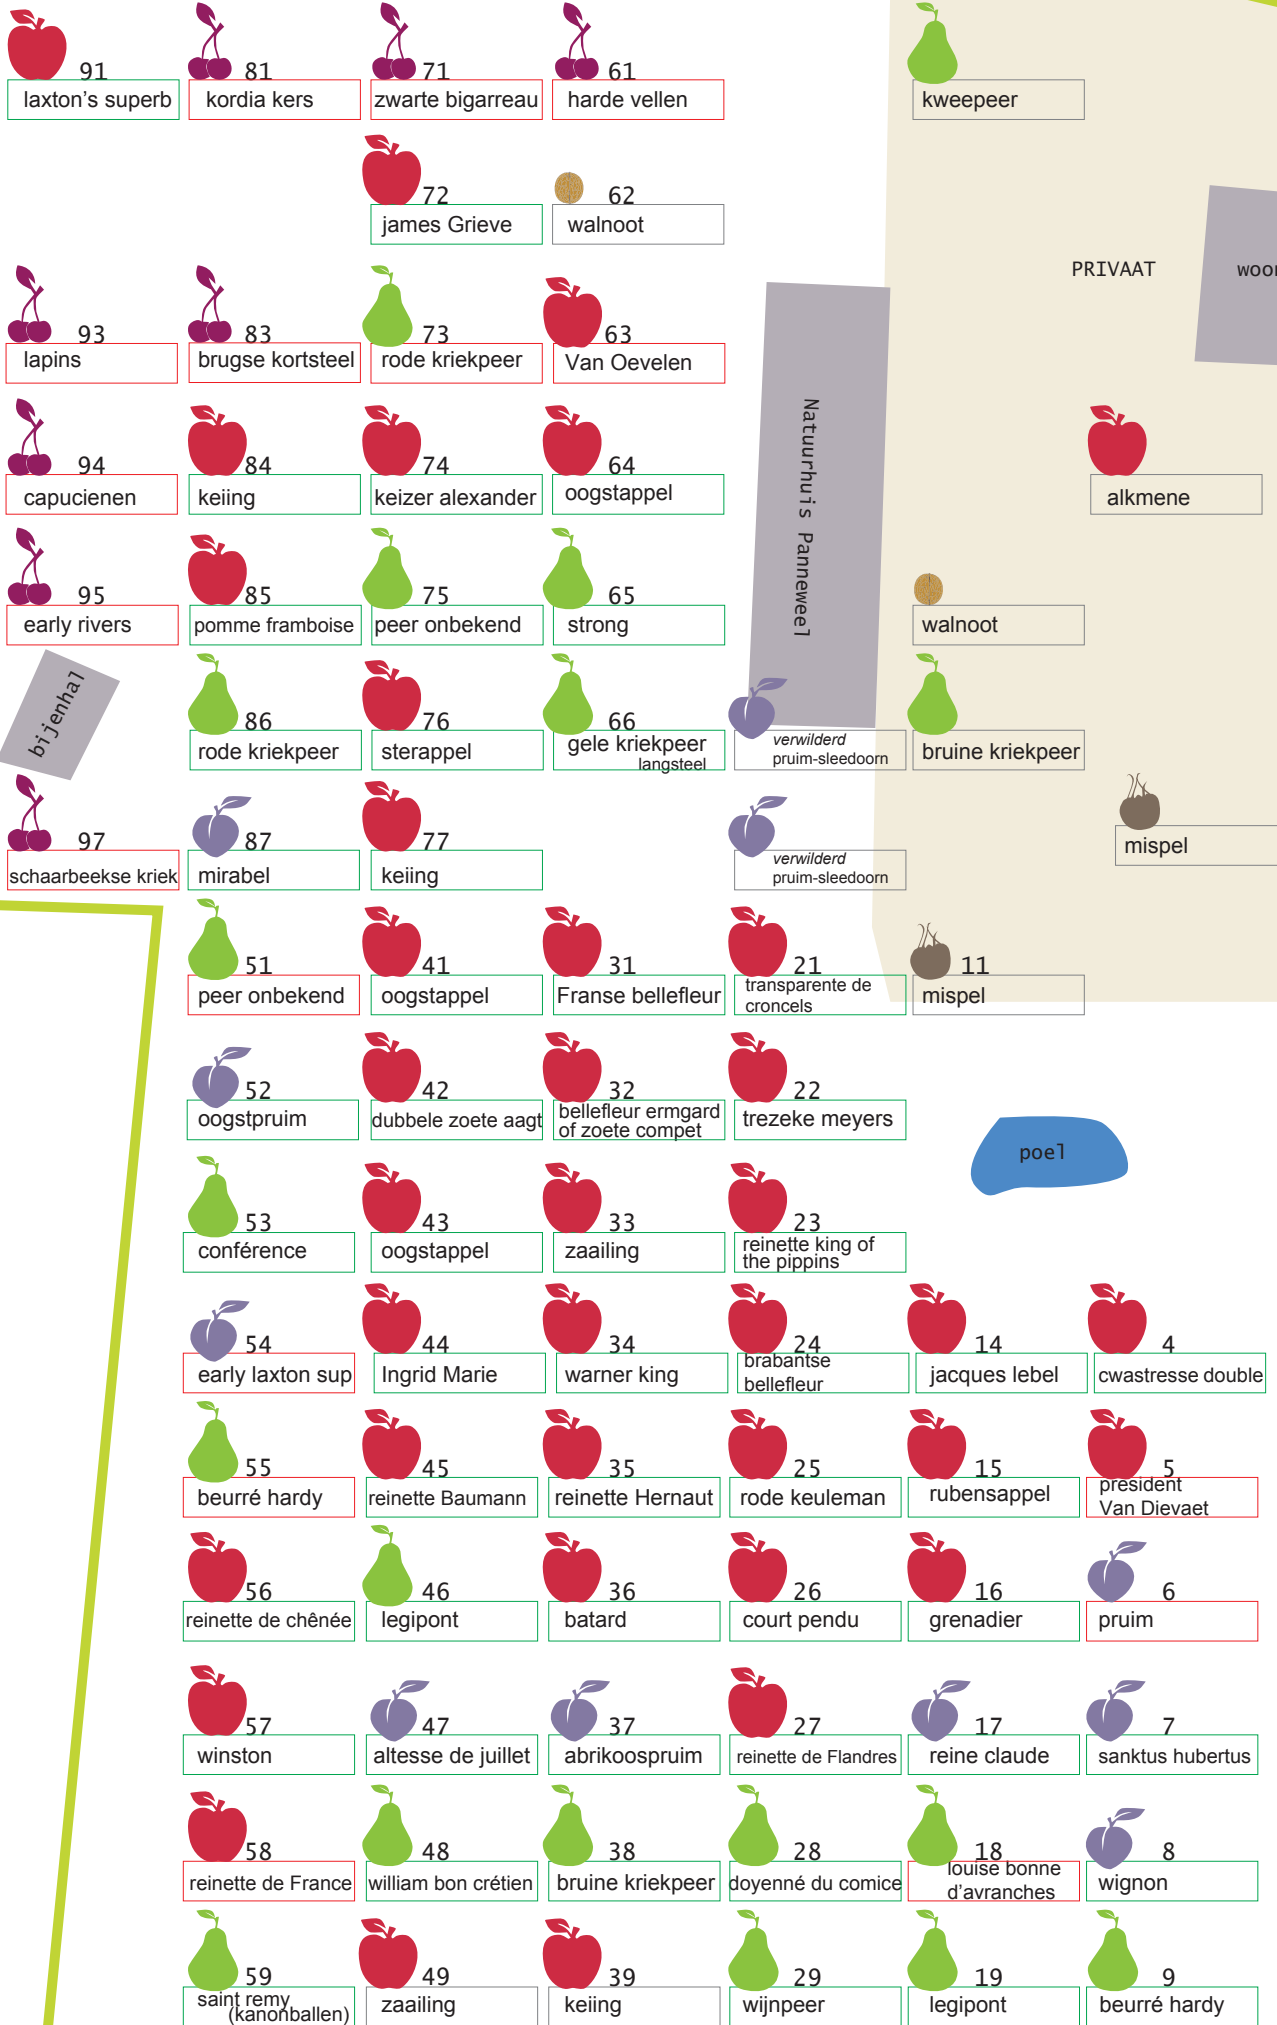 91
laxton's superb
81
kordia kers
71
zwarte bigarreau
61
harde vellen
kweepeer
72
james Grieve
62
walnoot
PRIVAAT
woon
93
lapins
83
brugse kortsteel
73
rode kriekpeer
63
Van Oevelen
Natuurhuis Panneweel
94
capucienen
84
keiing
74
keizer alexander
64
oogstappel
alkmene
95
early rivers
85
pomme framboise
75
peer onbekend
65
strong
walnoot
bijenhal
86
rode kriekpeer
76
sterappel
66
gele kriekpeer
langsteel
verwilderd
pruim-sleedoorn
bruine kriekpeer
97
schaarbeekse kriek
87
mirabel
77
keiing
verwilderd
pruim-sleedoorn
mispel
51
peer onbekend
41
oogstappel
31
Franse bellefleur
21
transparente de
croncels
11
mispel
52
oogstpruim
42
dubbele zoete aagt
32
bellefleur ermgard
of zoete compet
22
trezeke meyers
poel
53
conférence
43
oogstappel
33
zaailing
23
reinette king of
the pippins
54
early laxton sup
44
Ingrid Marie
34
warner king
24
brabantse
bellefleur
14
jacques lebel
4
cwastresse double
55
beurré hardy
45
reinette Baumann
35
reinette Hernaut
25
rode keuleman
15
rubensappel
5
president
Van Dievaet
56
reinette de chênée
46
legipont
36
batard
26
court pendu
16
grenadier
6
pruim
57
winston
47
altesse de juillet
37
abrikoospruim
27
reinette de Flandres
17
reine claude
7
sanktus hubertus
58
reinette de France
48
william bon crétien
38
bruine kriekpeer
28
doyenné du comice
18
louise bonne
d'avranches
8
wignon
59
saint remy
(kanonballen)
49
zaailing
39
keiing
29
wijnpeer
19
legipont
9
beurré hardy